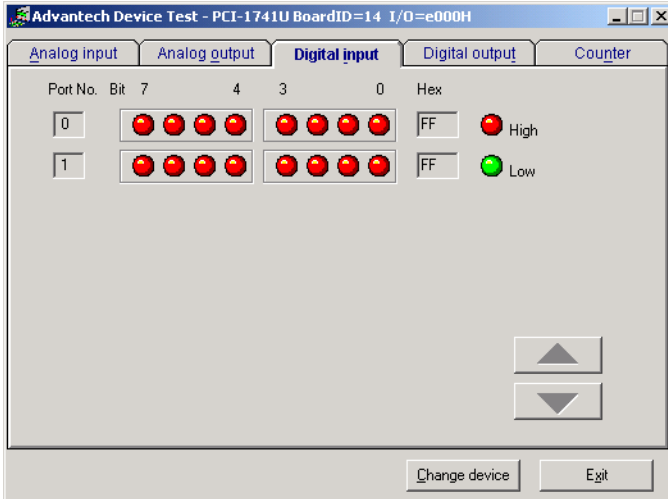 Advantech Device Test - PCI-1741U BoardID=14 I/O=e000H
Analog input Analog output Digital input Digital output Counter
Port No. Bit 7 4 3 0 Hex
0 FF High
1 FF Low
Change device Exit